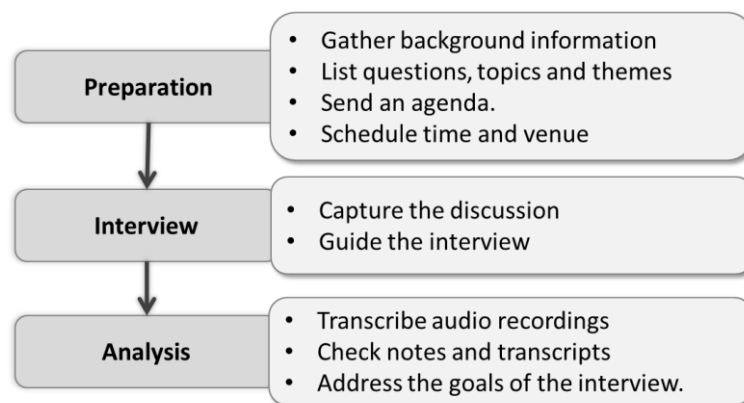 Preparation
• Gather background information
• List questions, topics and themes
• Send an agenda.
• Schedule time and venue
Interview
• Capture the discussion
• Guide the interview
Analysis
• Transcribe audio recordings
• Check notes and transcripts
• Address the goals of the interview.